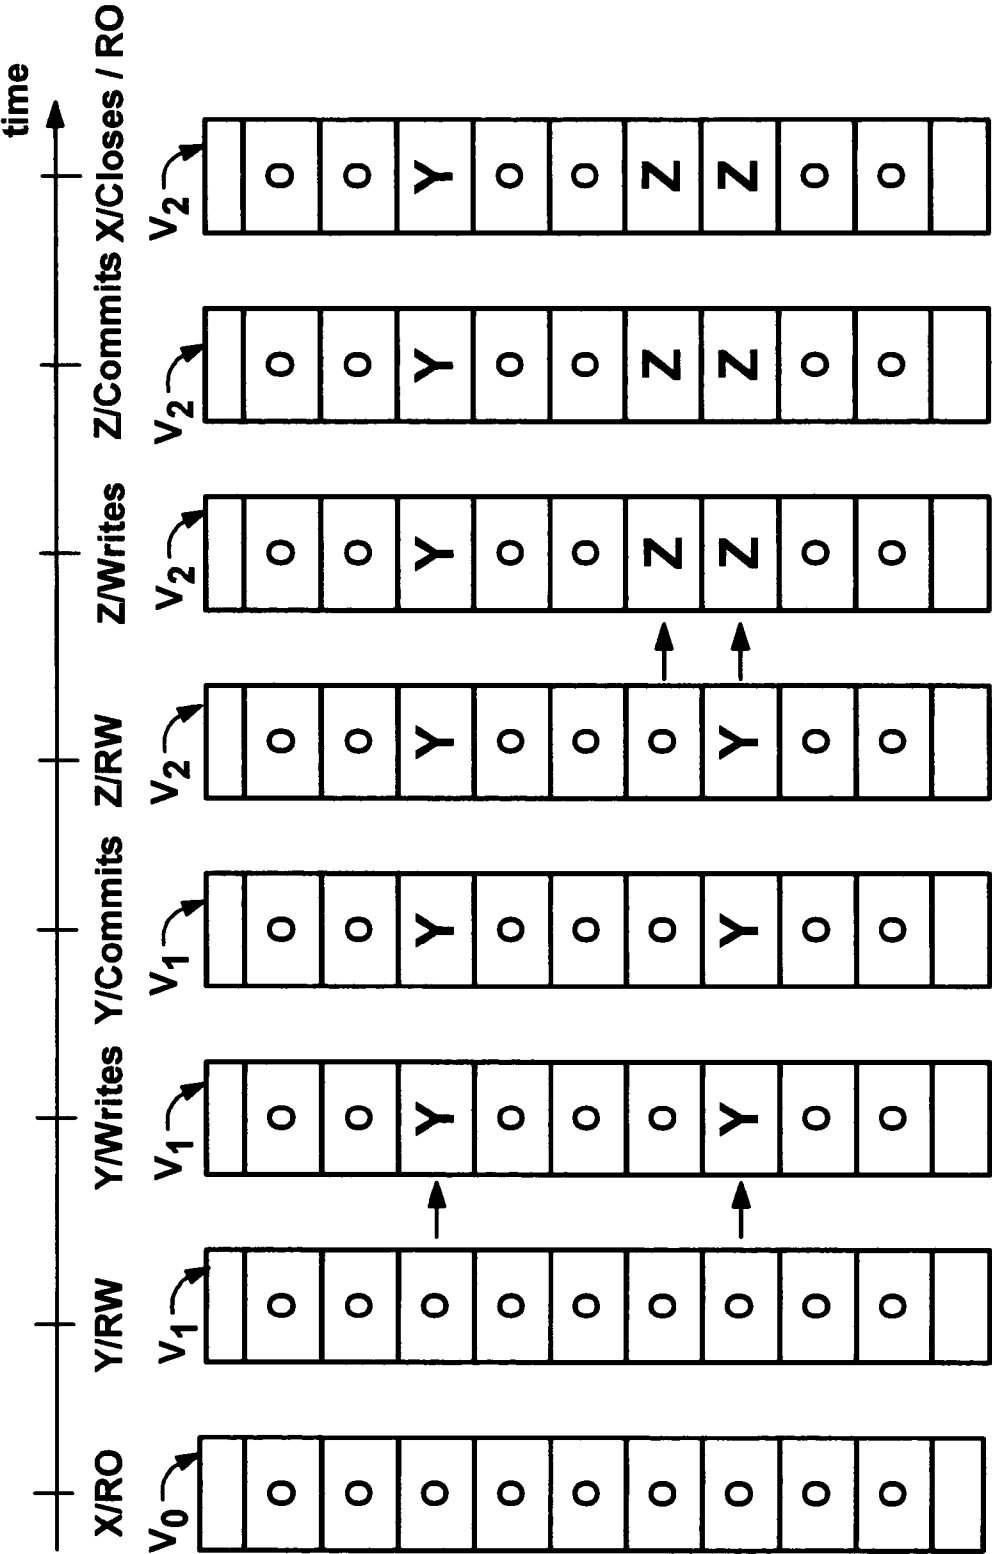 time
X/RO Y/RW Y/Writes Y/Commits Z/RW Z/Writes Z/Commits X/Closes / RO
V0 V1 V1 V1 V2 V2 V2 V2
O O O O O O O O
O O O O O O O O
O O Y Y Y Y Y Y
O O O O O O O O
O O O O O O O O
O O O O O Z Z Z
O O Y Y Y Z Z Z
O O O O O O O O
O O O O O O O O